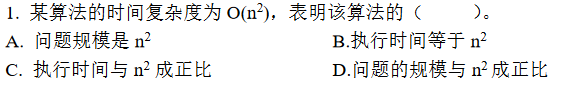 1. 某算法的时间复杂度为 O(n²)，表明该算法的（　　）。
A. 问题规模是 n² B.执行时间等于 n²
C. 执行时间与 n² 成正比 D.问题的规模与 n² 成正比